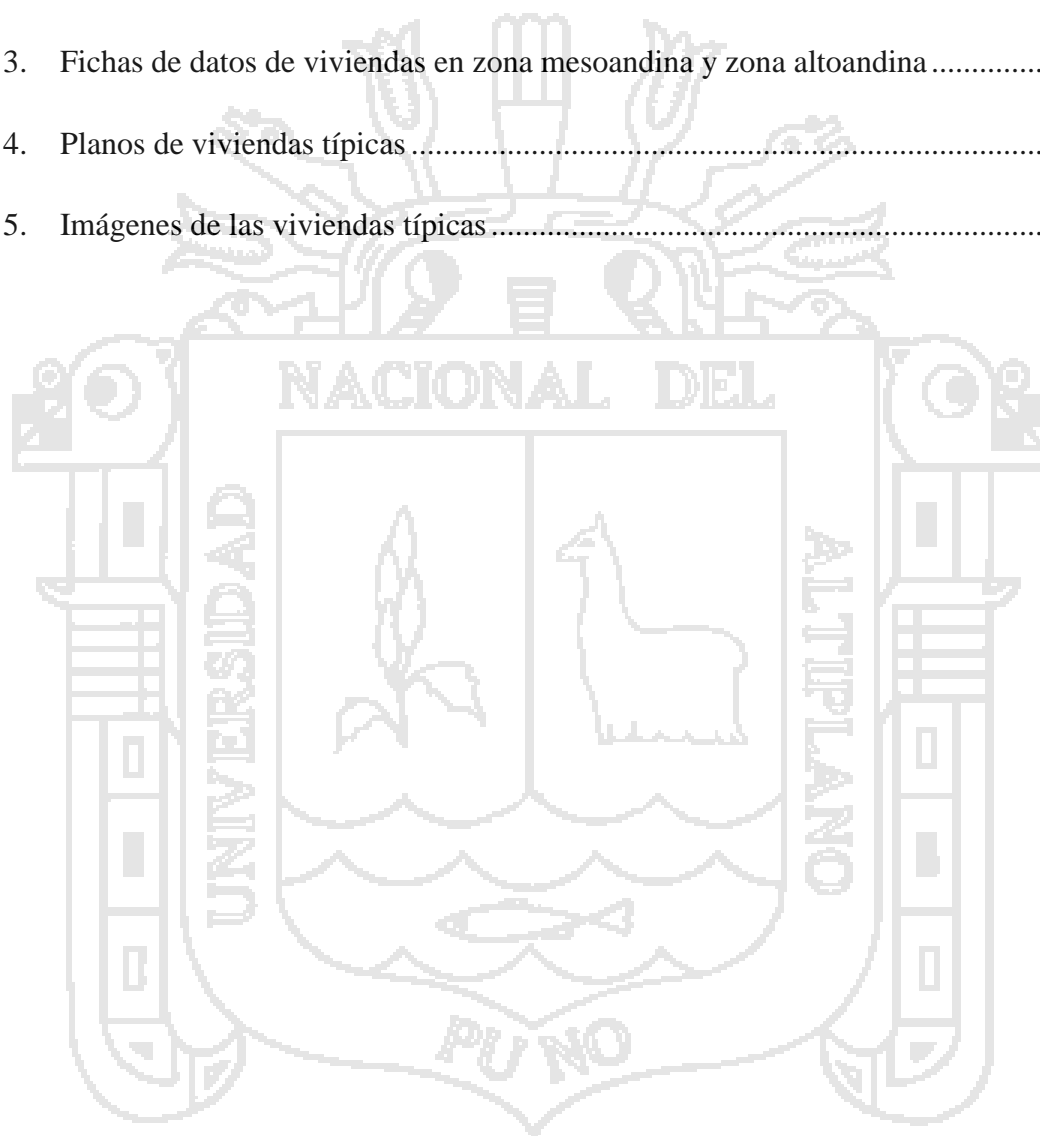 3. Fichas de datos de viviendas en zona mesoandina y zona altoandina ..............
4. Planos de viviendas típicas ................................................................................
5. Imágenes de las viviendas típicas ......................................................................
NACIONAL DEL
UNIVERSIDAD
ALTIPLANO
PUNO